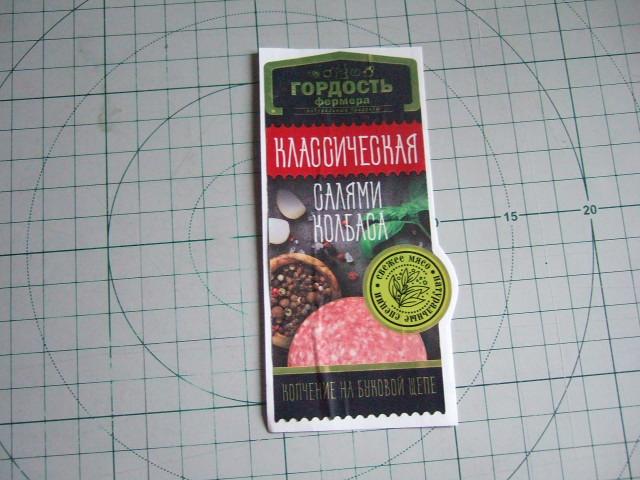 ГОРДОСТЬ
фермера
КЛАССИЧЕСКАЯ
САЛЯМИ
КОЛБАСА
свежее мясо
натуральные специи
КОПЧЕНИЕ НА БУКОВОЙ ЩЕПЕ
15
20